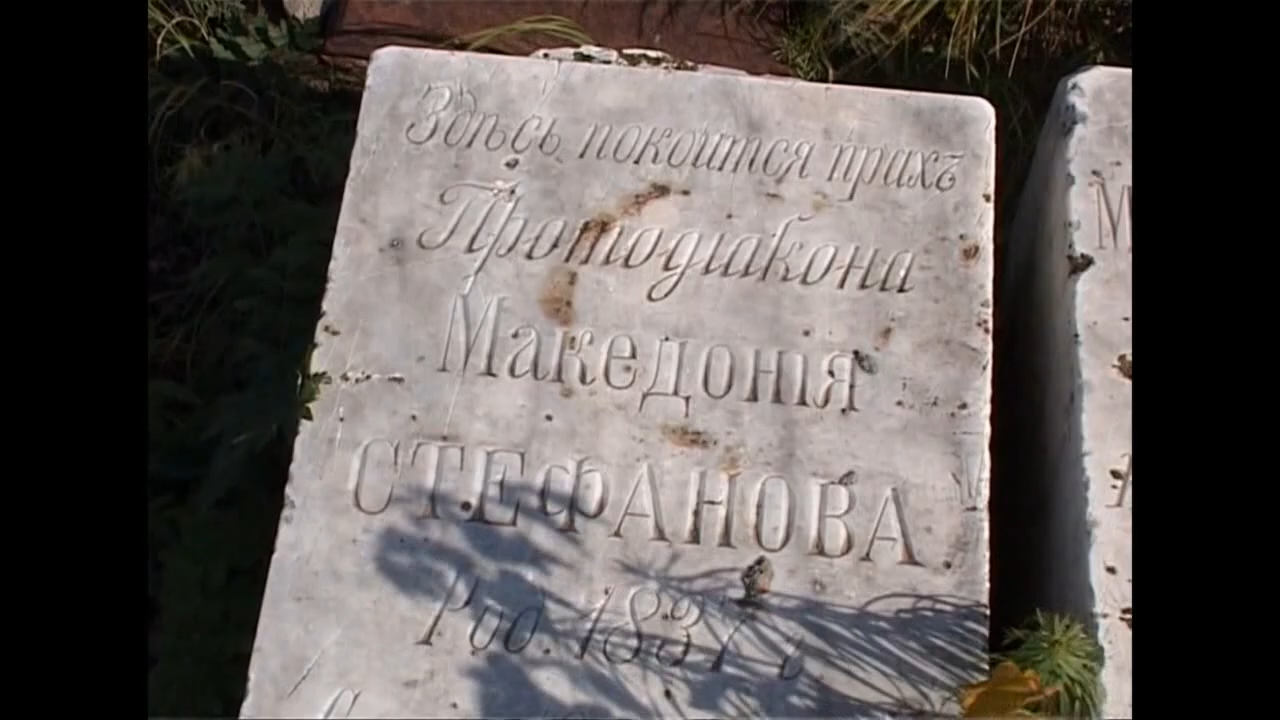 Здѣсь покоится прахъ
Протодіакона
Македонія
СТЕФАНОВА
Род. 1837 г.